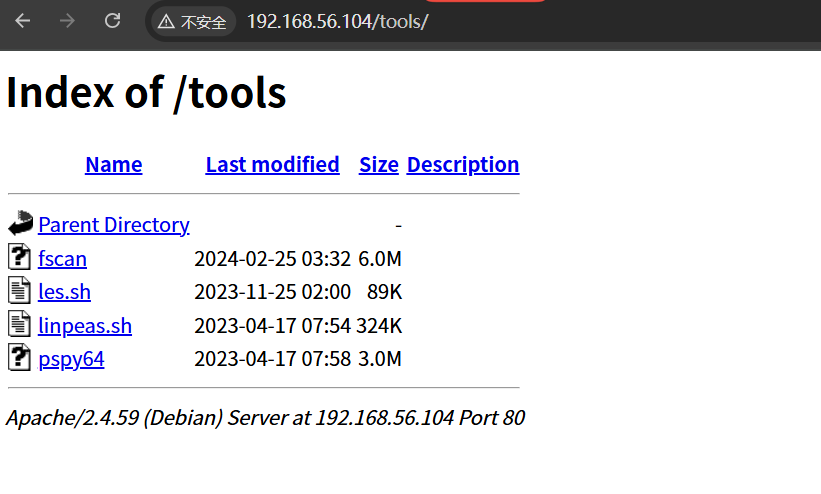 不安全 192.168.56.104/tools/
Index of /tools
Name Last modified Size Description
Parent Directory -
fscan 2024-02-25 03:32 6.0M
les.sh 2023-11-25 02:00 89K
linpeas.sh 2023-04-17 07:54 324K
pspy64 2023-04-17 07:58 3.0M
Apache/2.4.59 (Debian) Server at 192.168.56.104 Port 80